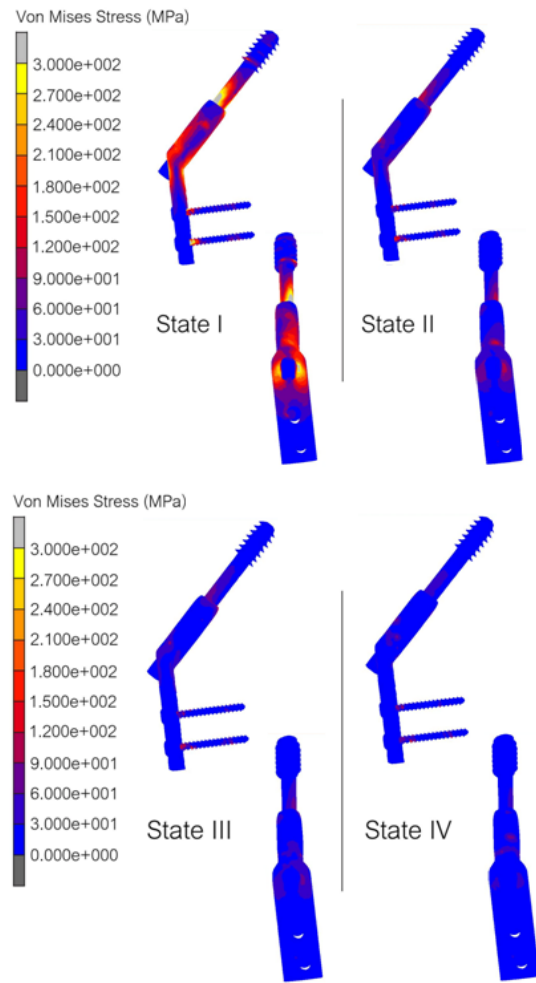 Von Mises Stress (MPa)
3.000e+002
2.700e+002
2.400e+002
2.100e+002
1.800e+002
1.500e+002
1.200e+002
9.000e+001
6.000e+001
3.000e+001
0.000e+000
State I
State II
Von Mises Stress (MPa)
3.000e+002
2.700e+002
2.400e+002
2.100e+002
1.800e+002
1.500e+002
1.200e+002
9.000e+001
6.000e+001
3.000e+001
0.000e+000
State III
State IV